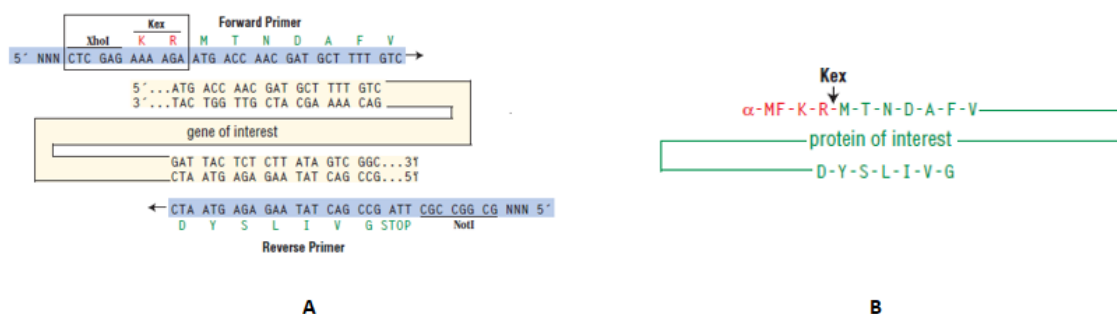 Kex Forward Primer
XhoI K R M T N D A F V
5´ NNN CTC GAG AAA AGA ATG ACC AAC GAT GCT TTT GTC
5´...ATG ACC AAC GAT GCT TTT GTC
3´...TAC TGG TTG CTA CGA AAA CAG
gene of interest
GAT TAC TCT CTT ATA GTC GGC...3´
CTA ATG AGA GAA TAT CAG CCG...5´
CTA ATG AGA GAA TAT CAG CCG ATT CGC CGG CG NNN 5´
D Y S L I V G STOP NotI
Reverse Primer
A
Kex
α-MF-K-R-M-T-N-D-A-F-V
protein of interest
D-Y-S-L-I-V-G
B